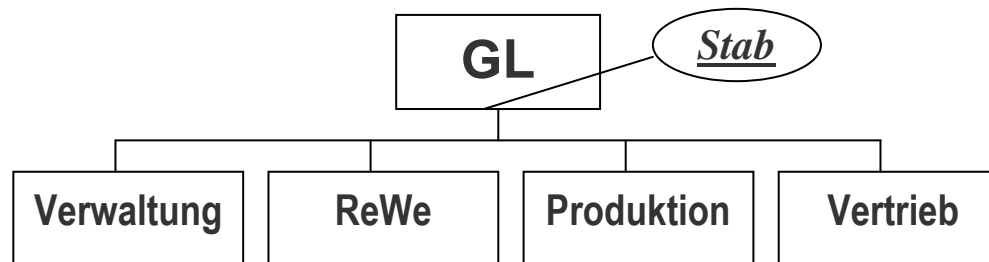 GL
Stab
Verwaltung
ReWe
Produktion
Vertrieb